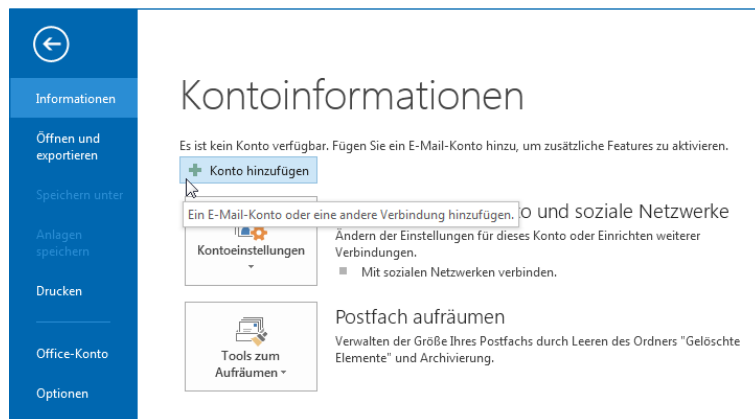 Informationen
Öffnen und
exportieren
Speichern unter
Anlagen
speichern
Drucken
Office-Konto
Optionen
Kontoinformationen
Es ist kein Konto verfügbar. Fügen Sie ein E-Mail-Konto hinzu, um zusätzliche Features zu aktivieren.
Konto hinzufügen
Ein E-Mail-Konto oder eine andere Verbindung hinzufügen.
und soziale Netzwerke
Kontoeinstellungen
Ändern der Einstellungen für dieses Konto oder Einrichten weiterer
Verbindungen.
Mit sozialen Netzwerken verbinden.
Tools zum
Aufräumen
Postfach aufräumen
Verwalten der Größe Ihres Postfachs durch Leeren des Ordners "Gelöschte
Elemente" und Archivierung.